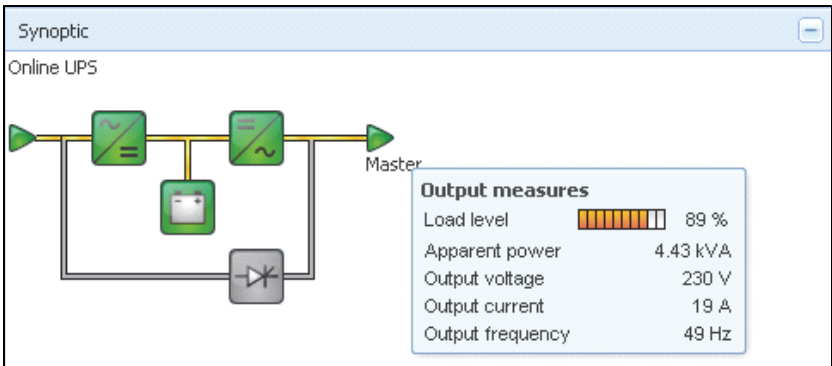 Synoptic
Online UPS
Master
Output measures
Load level 89 %
Apparent power 4.43 kVA
Output voltage 230 V
Output current 19 A
Output frequency 49 Hz